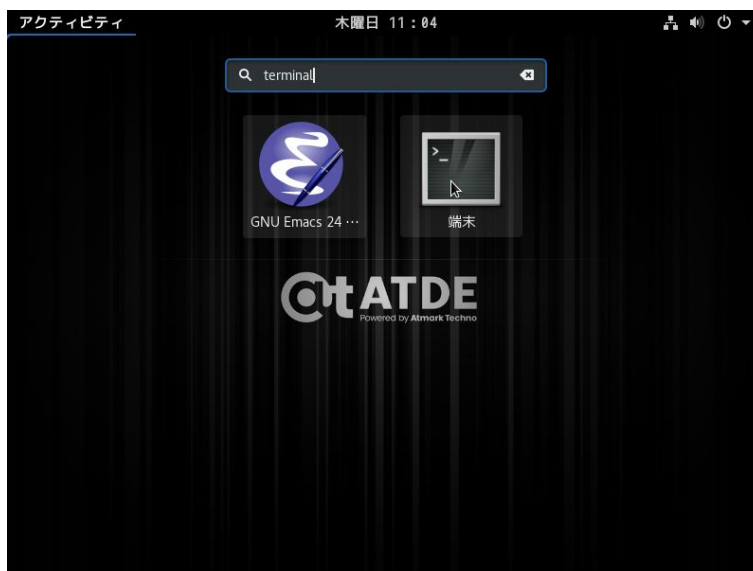 アクティビティ
木曜日 11：04
terminal
GNU Emacs 24 …
端末
>_
at ATDE
Powered by Atmark Techno